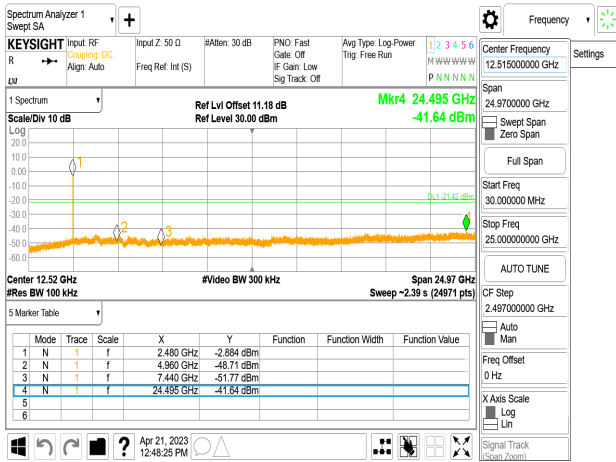 Spectrum Analyzer 1
Swept SA
Frequency
KEYSIGHT
Input: RF
Coupling: DC
Align: Auto
Input Z: 50 Ω
Freq Ref: Int (S)
#Atten: 30 dB
PNO: Fast
Gate: Off
IF Gain: Low
Sig Track: Off
Avg Type: Log-Power
Trig: Free Run
1 2 3 4 5 6
M W W W W W
P N N N N N
R
LXI
1 Spectrum
Scale/Div 10 dB
Ref Lvl Offset 11.18 dB
Ref Level 30.00 dBm
Mkr4 24.495 GHz
-41.64 dBm
Log
20.0
10.0
0.00
-10.0
-20.0
-30.0
-40.0
-50.0
-60.0
1
2
3
DL1 -21.42 dBm
Center 12.52 GHz
#Video BW 300 kHz
Span 24.97 GHz
#Res BW 100 kHz
Sweep ~2.39 s (24971 pts)
5 Marker Table
Mode Trace Scale X Y Function Function Width Function Value
1 N 1 f 2.480 GHz -2.884 dBm
2 N 1 f 4.960 GHz -48.71 dBm
3 N 1 f 7.440 GHz -51.77 dBm
4 N 1 f 24.495 GHz -41.64 dBm
5
6
Apr 21, 2023
12:48:25 PM
Center Frequency
12.515000000 GHz
Settings
Span
24.9700000 GHz
Swept Span
Zero Span
Full Span
Start Freq
30.000000 MHz
Stop Freq
25.000000000 GHz
AUTO TUNE
CF Step
2.497000000 GHz
Auto
Man
Freq Offset
0 Hz
X Axis Scale
Log
Lin
Signal Track
(Span Zoom)